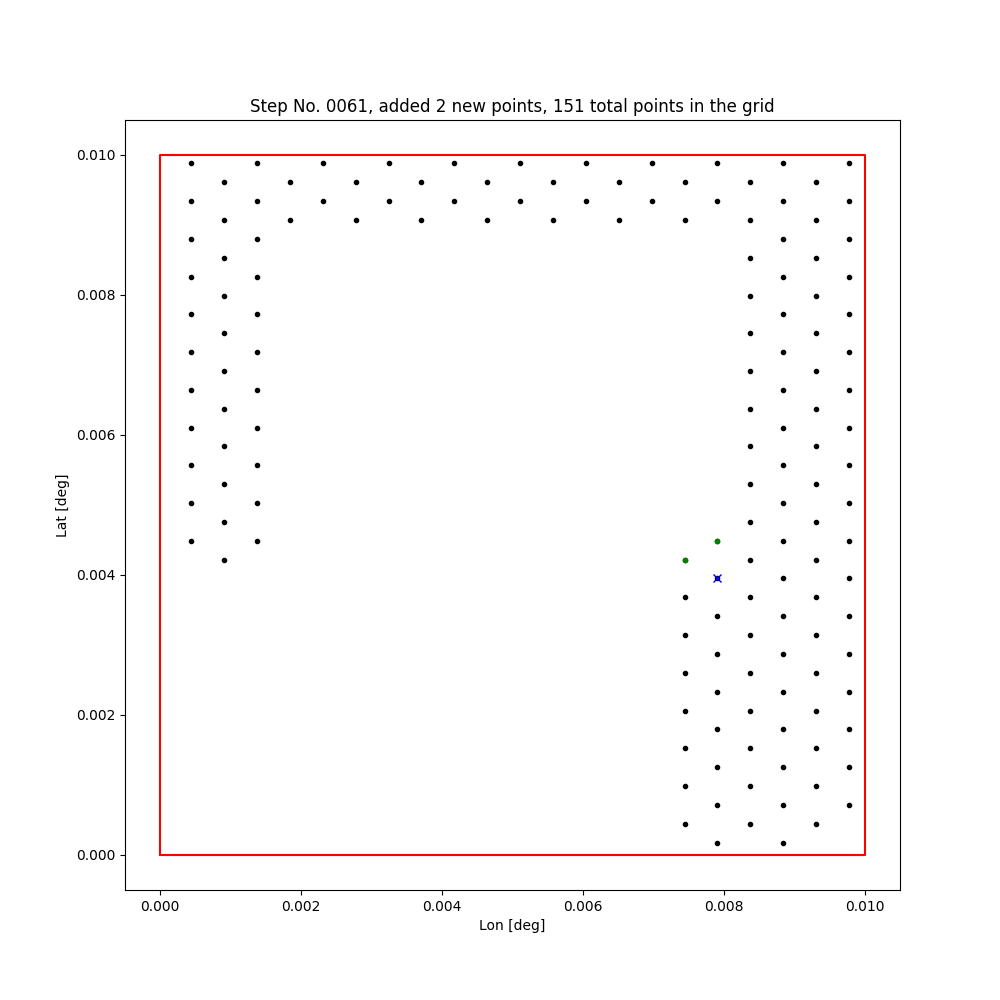 Step No. 0061, added 2 new points, 151 total points in the grid
0.010
0.008
0.006
0.004
0.002
0.000
Lat [deg]
0.000 0.002 0.004 0.006 0.008 0.010
Lon [deg]